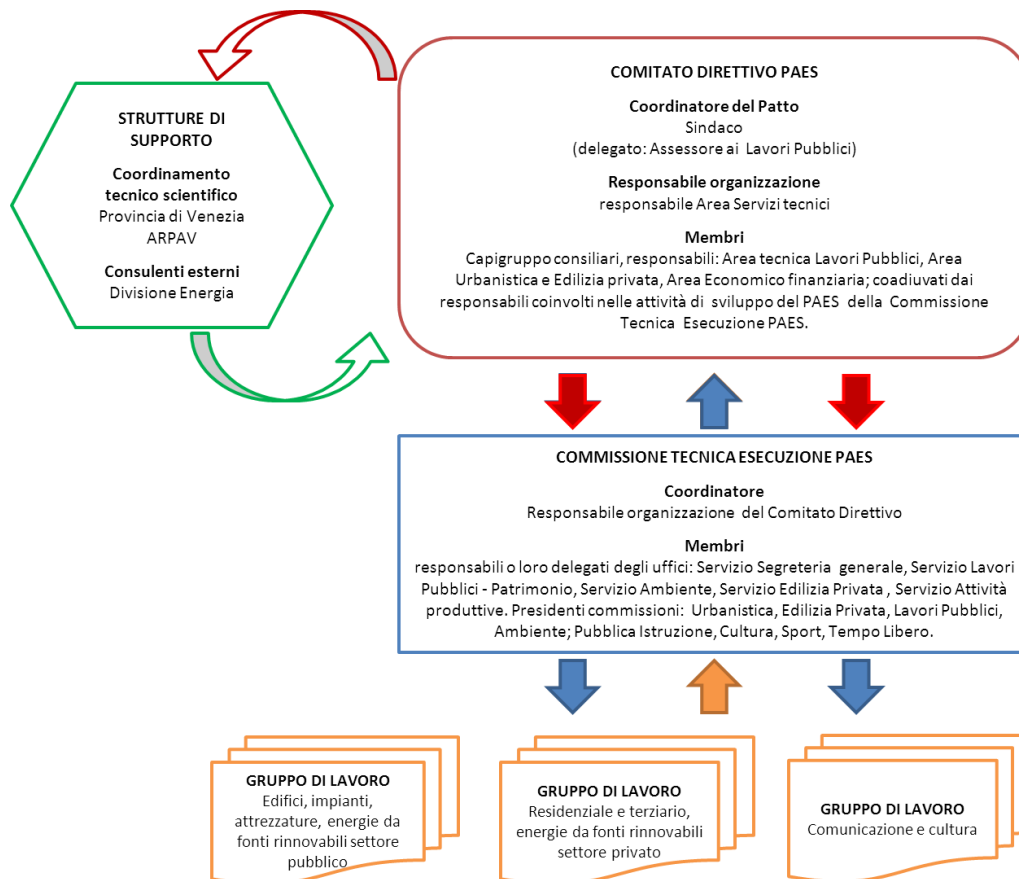 STRUTTURE DI
SUPPORTO
Coordinamento
tecnico scientifico
Provincia di Venezia
ARPAV
Consulenti esterni
Divisione Energia
COMITATO DIRETTIVO PAES
Coordinatore del Patto
Sindaco
(delegato: Assessore ai Lavori Pubblici)
Responsabile organizzazione
responsabile Area Servizi tecnici
Membri
Capigruppo consiliari, responsabili: Area tecnica Lavori Pubblici, Area
Urbanistica e Edilizia privata, Area Economico finanziaria; coadiuvati dai
responsabili coinvolti nelle attività di sviluppo del PAES della Commissione
Tecnica Esecuzione PAES.
COMMISSIONE TECNICA ESECUZIONE PAES
Coordinatore
Responsabile organizzazione del Comitato Direttivo
Membri
responsabili o loro delegati degli uffici: Servizio Segreteria generale, Servizio Lavori
Pubblici - Patrimonio, Servizio Ambiente, Servizio Edilizia Privata , Servizio Attività
produttive. Presidenti commissioni: Urbanistica, Edilizia Privata, Lavori Pubblici,
Ambiente; Pubblica Istruzione, Cultura, Sport, Tempo Libero.
GRUPPO DI LAVORO
Edifici, impianti,
attrezzature, energie da
fonti rinnovabili settore
pubblico
GRUPPO DI LAVORO
Residenziale e terziario,
energie da fonti rinnovabili
settore privato
GRUPPO DI LAVORO
Comunicazione e cultura